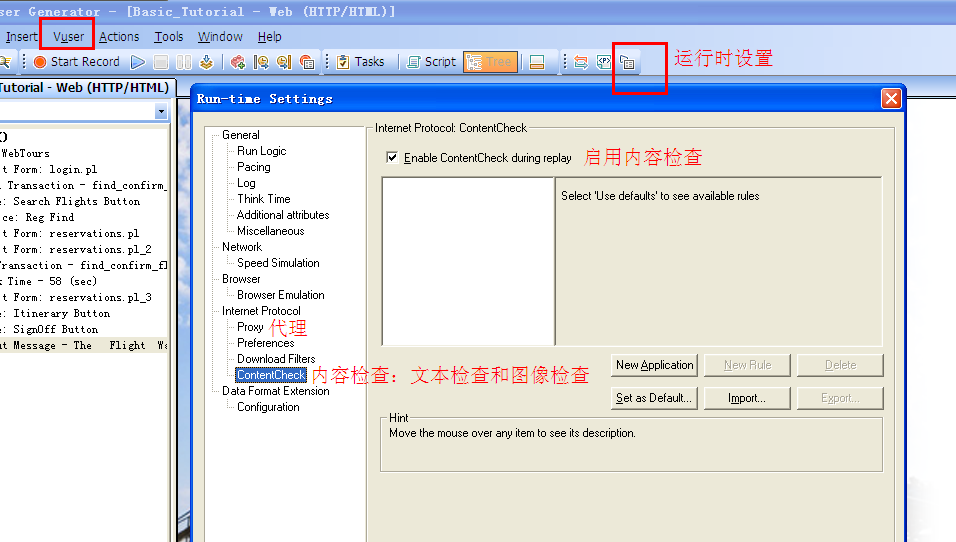 ser Generator - [Basic_Tutorial - Web (HTTP/HTML)]
Insert Vuser Actions Tools Window Help
Start Record Tasks Script Tree 运行时设置
Tutorial - Web (HTTP/HTML)
Run-time Settings
()
WebTours
t Form: login.pl
Transaction - find_confirm_
e: Search Flights Button
ce: Reg Find
t Form: reservations.pl
t Form: reservations.pl_2
Transaction - find_confirm_fl
k Time - 58 (sec)
t Form: reservations.pl_3
e: Itinerary Button
e: SignOff Button
t Message - The Flight Wa
General
Run Logic
Pacing
Log
Think Time
Additional attributes
Miscellaneous
Network
Speed Simulation
Browser
Browser Emulation
Internet Protocol
Proxy 代理
Preferences
Download Filters
ContentCheck 内容检查：文本检查和图像检查
Data Format Extension
Configuration
Internet Protocol: ContentCheck
Enable ContentCheck during replay 启用内容检查
Select 'Use defaults' to see available rules
New Application New Rule Delete
Set as Default... Import... Export...
Hint
Move the mouse over any item to see its description.